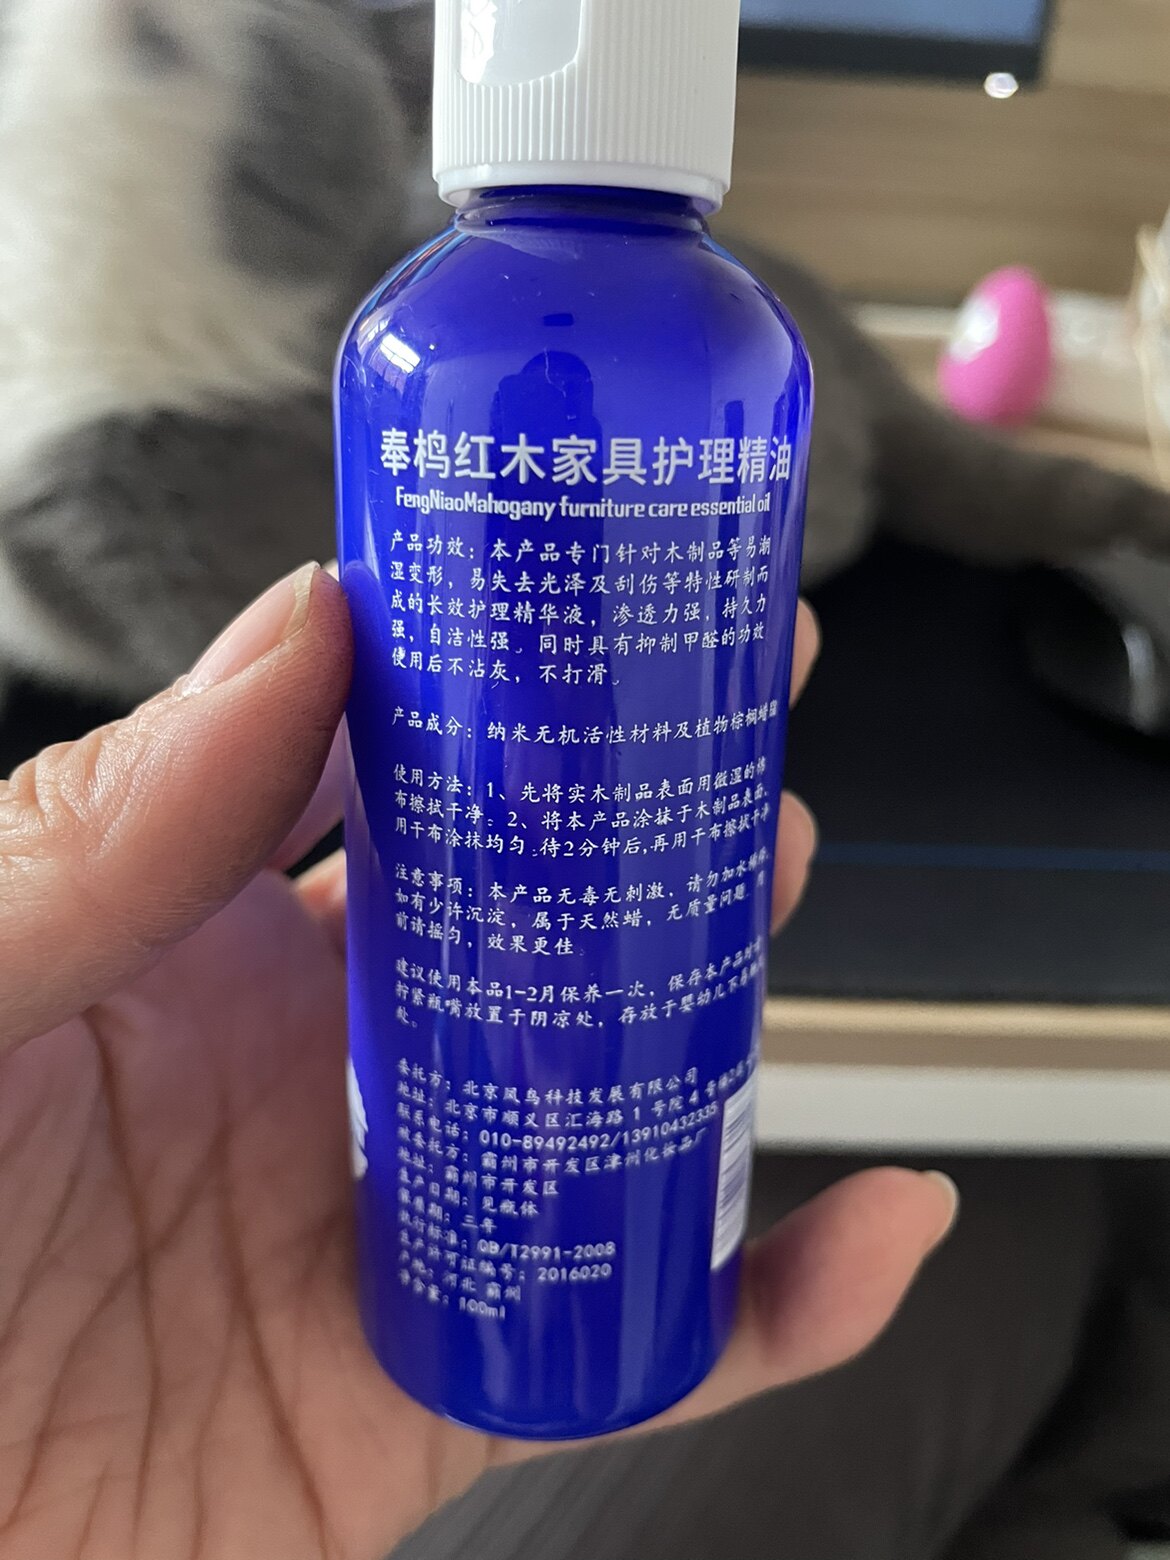 奉桤红木家具护理精油
FengNiaoMahogany furniture care essential oil
产品功效：本产品专门针对木制品等易潮
湿变形，易失去光泽及刮伤等特性研制而
成的长效护理精华液，渗透力强，持久力
强，自洁性强。同时具有抑制甲醛的功效
使用后不沾灰，不打滑。
产品成分：纳米无机活性材料及植物棕榈蜡
使用方法：1、先将实木制品表面用微湿的棉
布擦拭干净。2、将本产品涂抹于木制品表面，
用干布涂抹均匀.待2分钟后,再用干布擦拭干净
注意事项：本产品无毒无刺激，请勿加水稀释，
如有少许沉淀，属于天然蜡，无质量问题。用
前请摇匀，效果更佳。
建议使用本品1-2月保养一次，保存本产品时请
拧紧瓶嘴放置于阴凉处，存放于婴幼儿不易
处。
委托方：北京凤鸟科技发展有限公司
地址：北京市顺义区汇海路1号院4号楼2层
联系电话：010-89492492/13910432335
被委托方：霸州市开发区津州化妆品厂
地址：霸州市开发区
生产日期：见瓶体
保质期：三年
执行标准：QB/T2991-2008
生产许可证编号：2016020
产地：河北 霸州
净含量：100ml